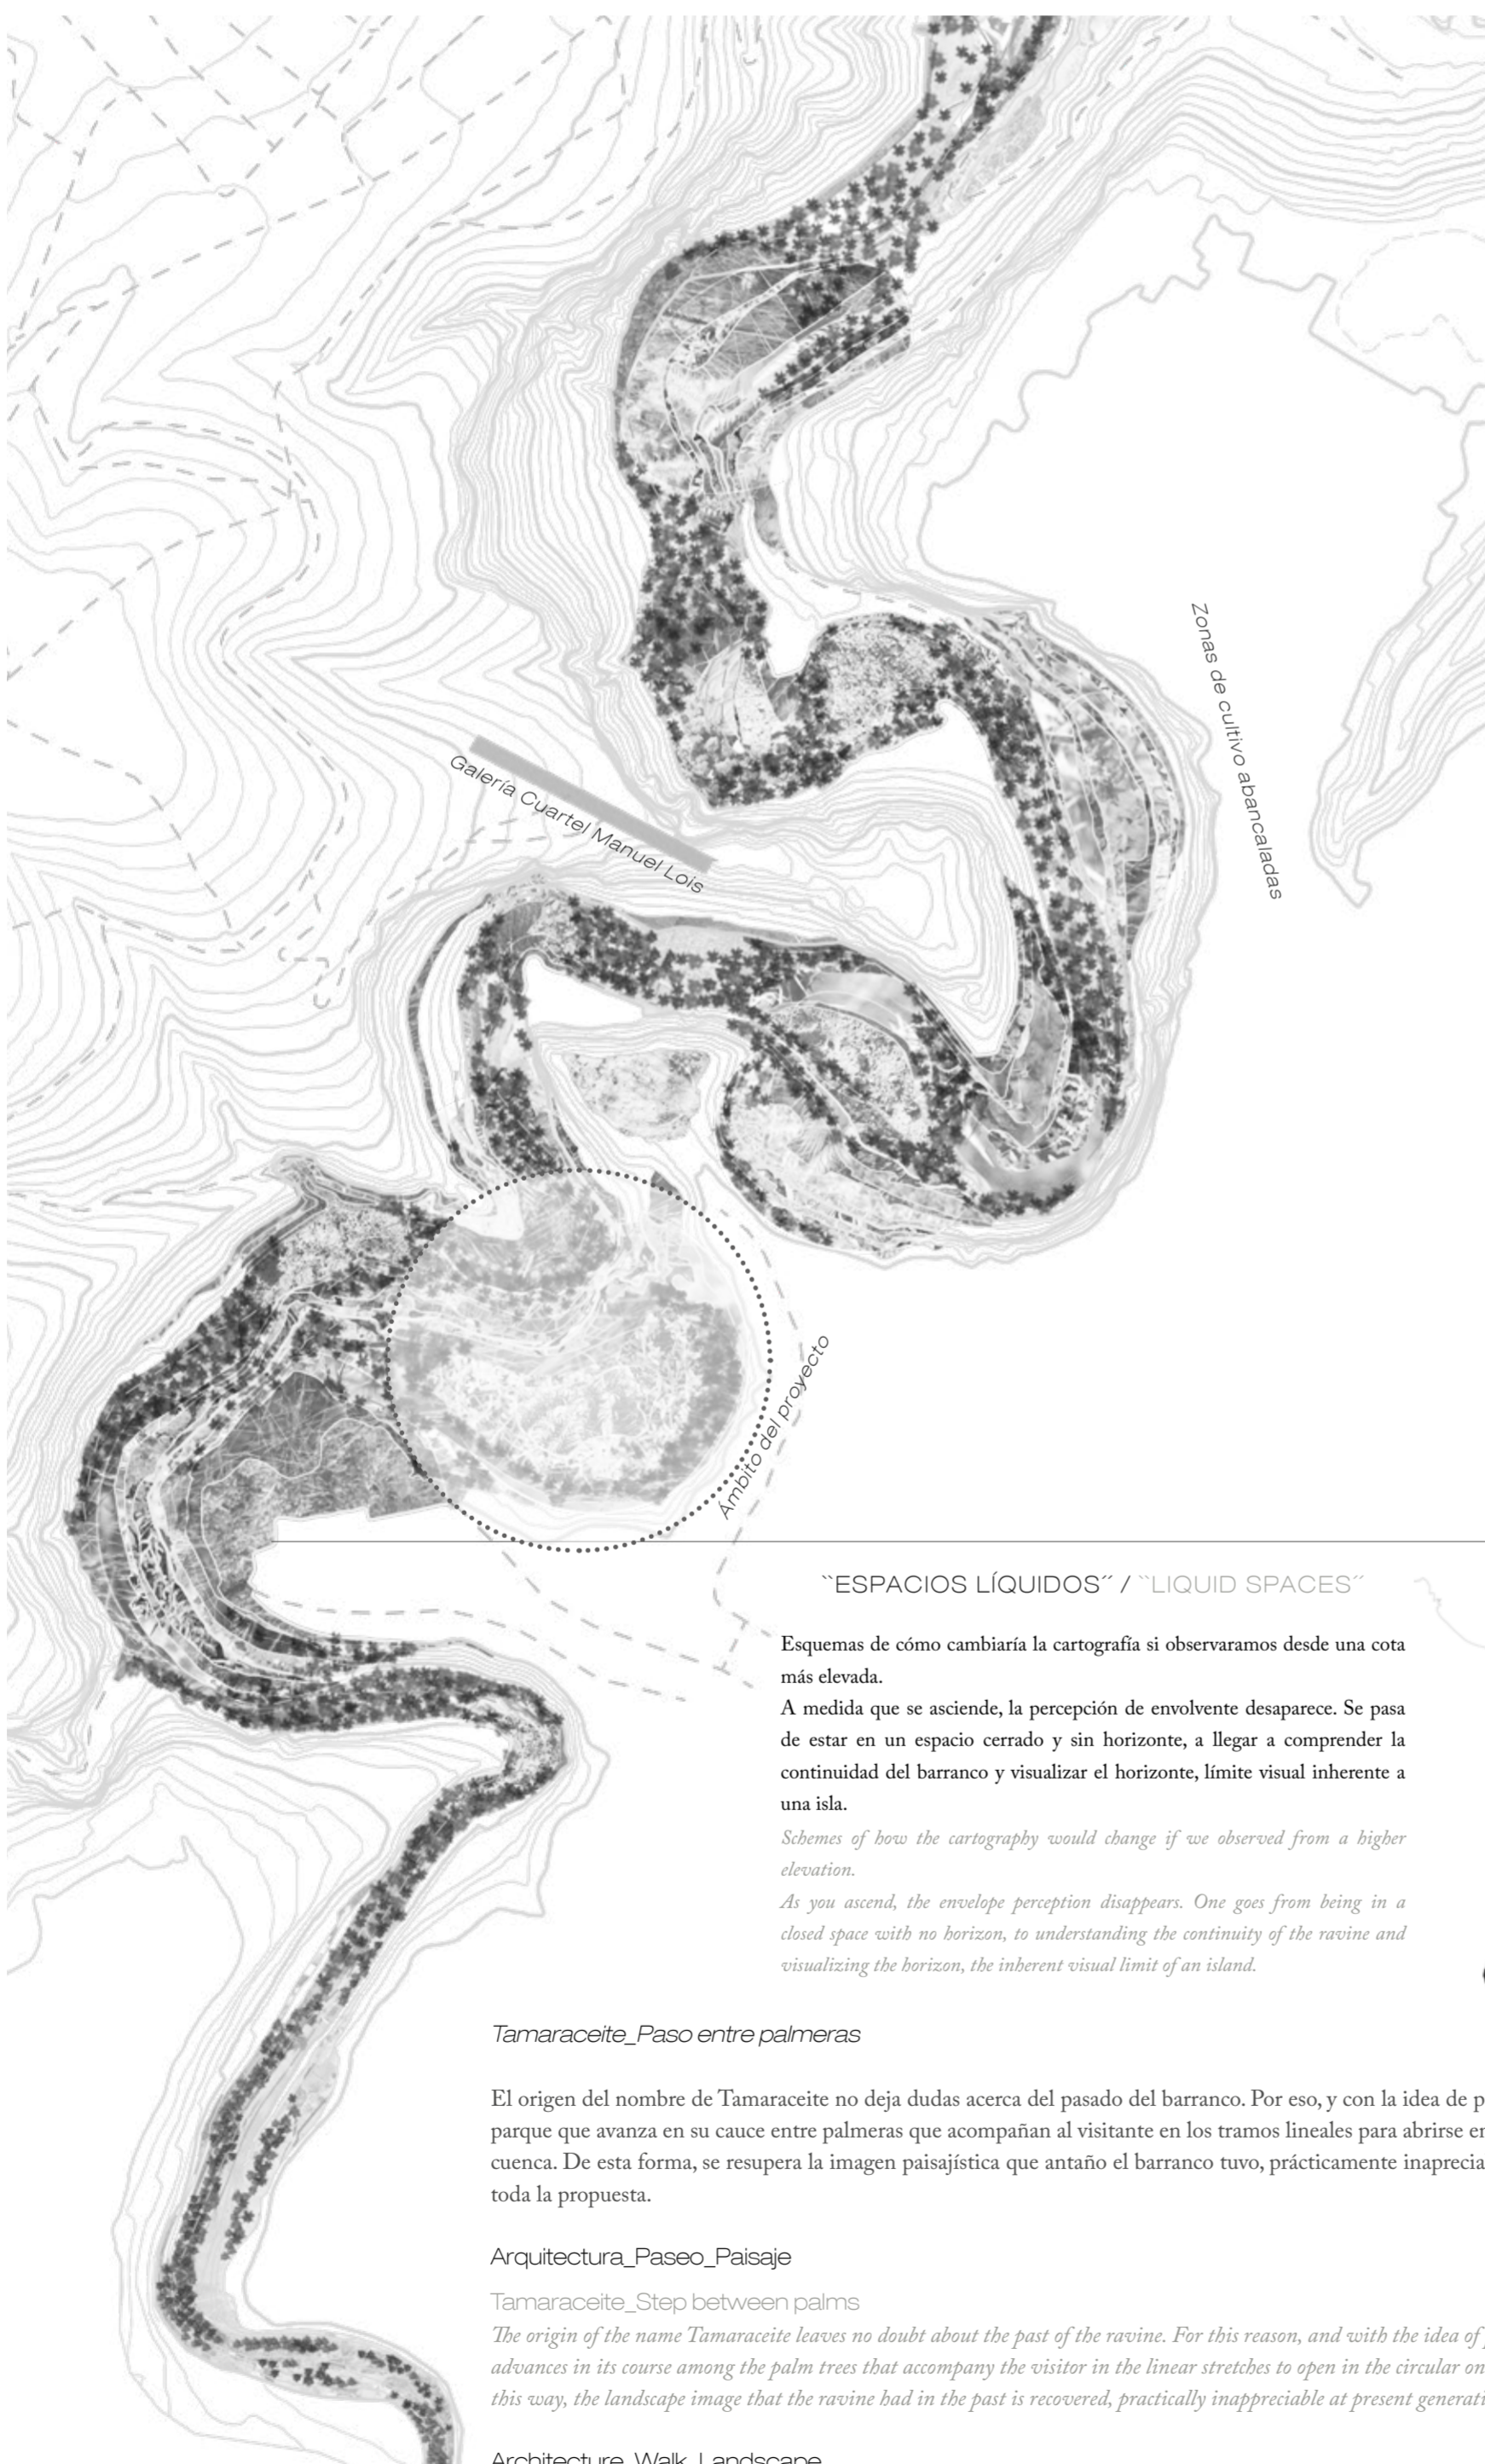 Zonas de cultivo abancaladas
Galería Cuartel Manuel Lois
Ámbito del proyecto
``ESPACIOS LÍQUIDOS´´ / ``LIQUID SPACES´´
Esquemas de cómo cambiaría la cartografía si observaramos desde una cota
más elevada.
A medida que se asciende, la percepción de envolvente desaparece. Se pasa
de estar en un espacio cerrado y sin horizonte, a llegar a comprender la
continuidad del barranco y visualizar el horizonte, límite visual inherente a
una isla.
Schemes of how the cartography would change if we observed from a higher
elevation.
As you ascend, the envelope perception disappears. One goes from being in a
closed space with no horizon, to understanding the continuity of the ravine and
visualizing the horizon, the inherent visual limit of an island.
Tamaraceite_Paso entre palmeras
El origen del nombre de Tamaraceite no deja dudas acerca del pasado del barranco. Por eso, y con la idea de p
parque que avanza en su cauce entre palmeras que acompañan al visitante en los tramos lineales para abrirse en
cuenca. De esta forma, se resupera la imagen paisajística que antaño el barranco tuvo, prácticamente inaprecia
toda la propuesta.
Arquitectura_Paseo_Paisaje
Tamaraceite_Step between palms
The origin of the name Tamaraceite leaves no doubt about the past of the ravine. For this reason, and with the idea of
advances in its course among the palm trees that accompany the visitor in the linear stretches to open in the circular on
this way, the landscape image that the ravine had in the past is recovered, practically inappreciable at present generati
Architecture_Walk_Landscape